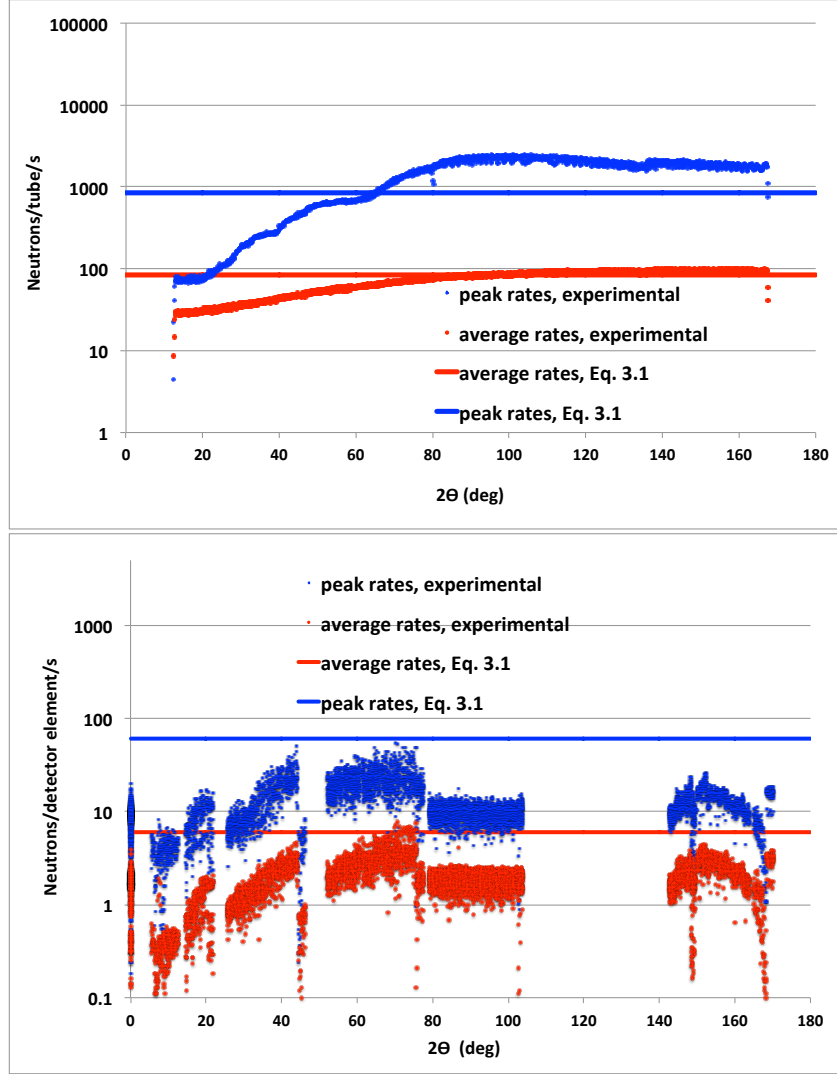 100000
10000
1000
100
10
1
Neutrons/tube/s
peak rates, experimental
average rates, experimental
average rates, Eq. 3.1
peak rates, Eq. 3.1
0 20 40 60 80 100 120 140 160 180
2Θ (deg)
peak rates, experimental
average rates, experimental
average rates, Eq. 3.1
peak rates, Eq. 3.1
1000
100
10
1
0.1
Neutrons/detector element/s
0 20 40 60 80 100 120 140 160 180
2Θ (deg)